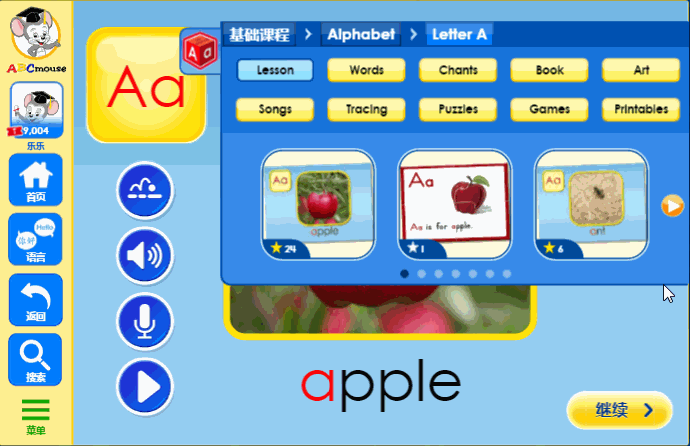 ABCmouse
9,004
乐乐
首页
你好 Hello
语言
返回
搜索
菜单
Aa
A a
基础课程 > Alphabet > Letter A
Lesson Words Chants Book Art
Songs Tracing Puzzles Games Printables
Aa
apple
24
Aa
Aa is for apple.
1
Aa
ant
6
apple
继续